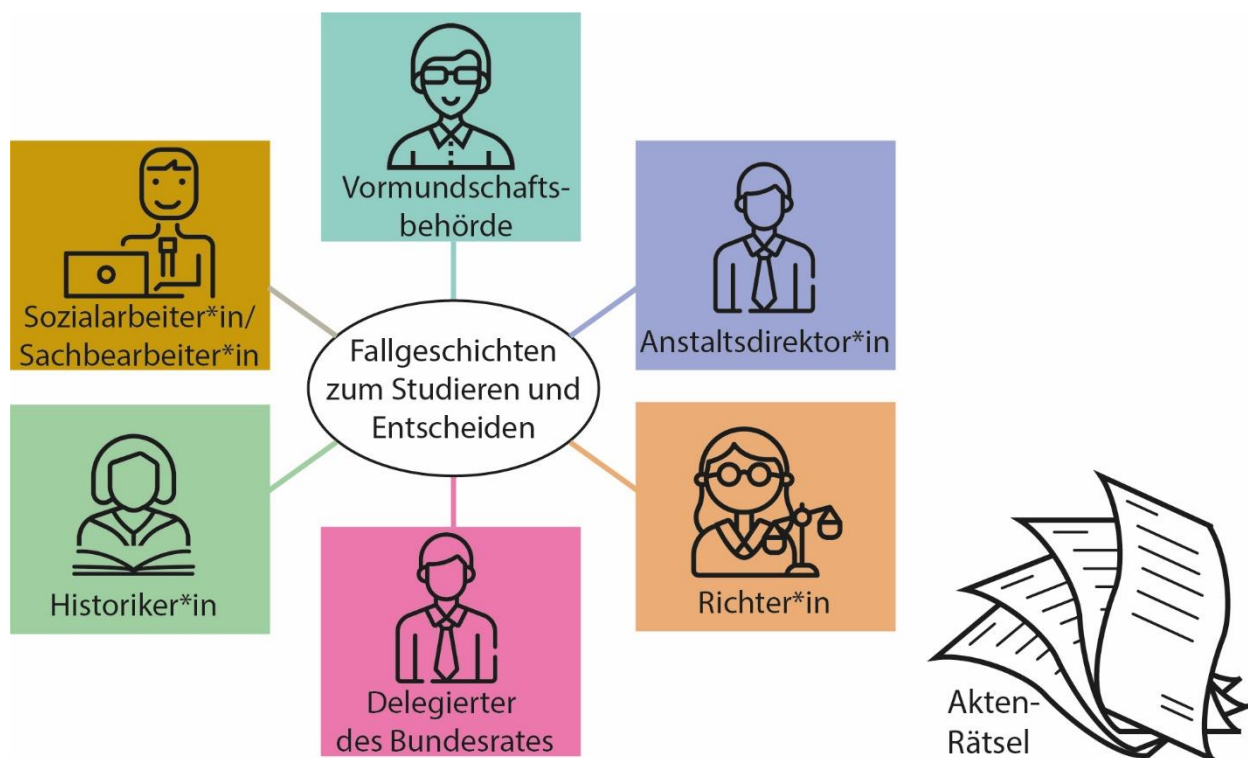 Vormundschafts-
behörde
Sozialarbeiter*in/
Sachbearbeiter*in
Anstaltsdirektor*in
Fallgeschichten
zum Studieren und
Entscheiden
Historiker*in
Richter*in
Delegierter
des Bundesrates
Akten-
Rätsel